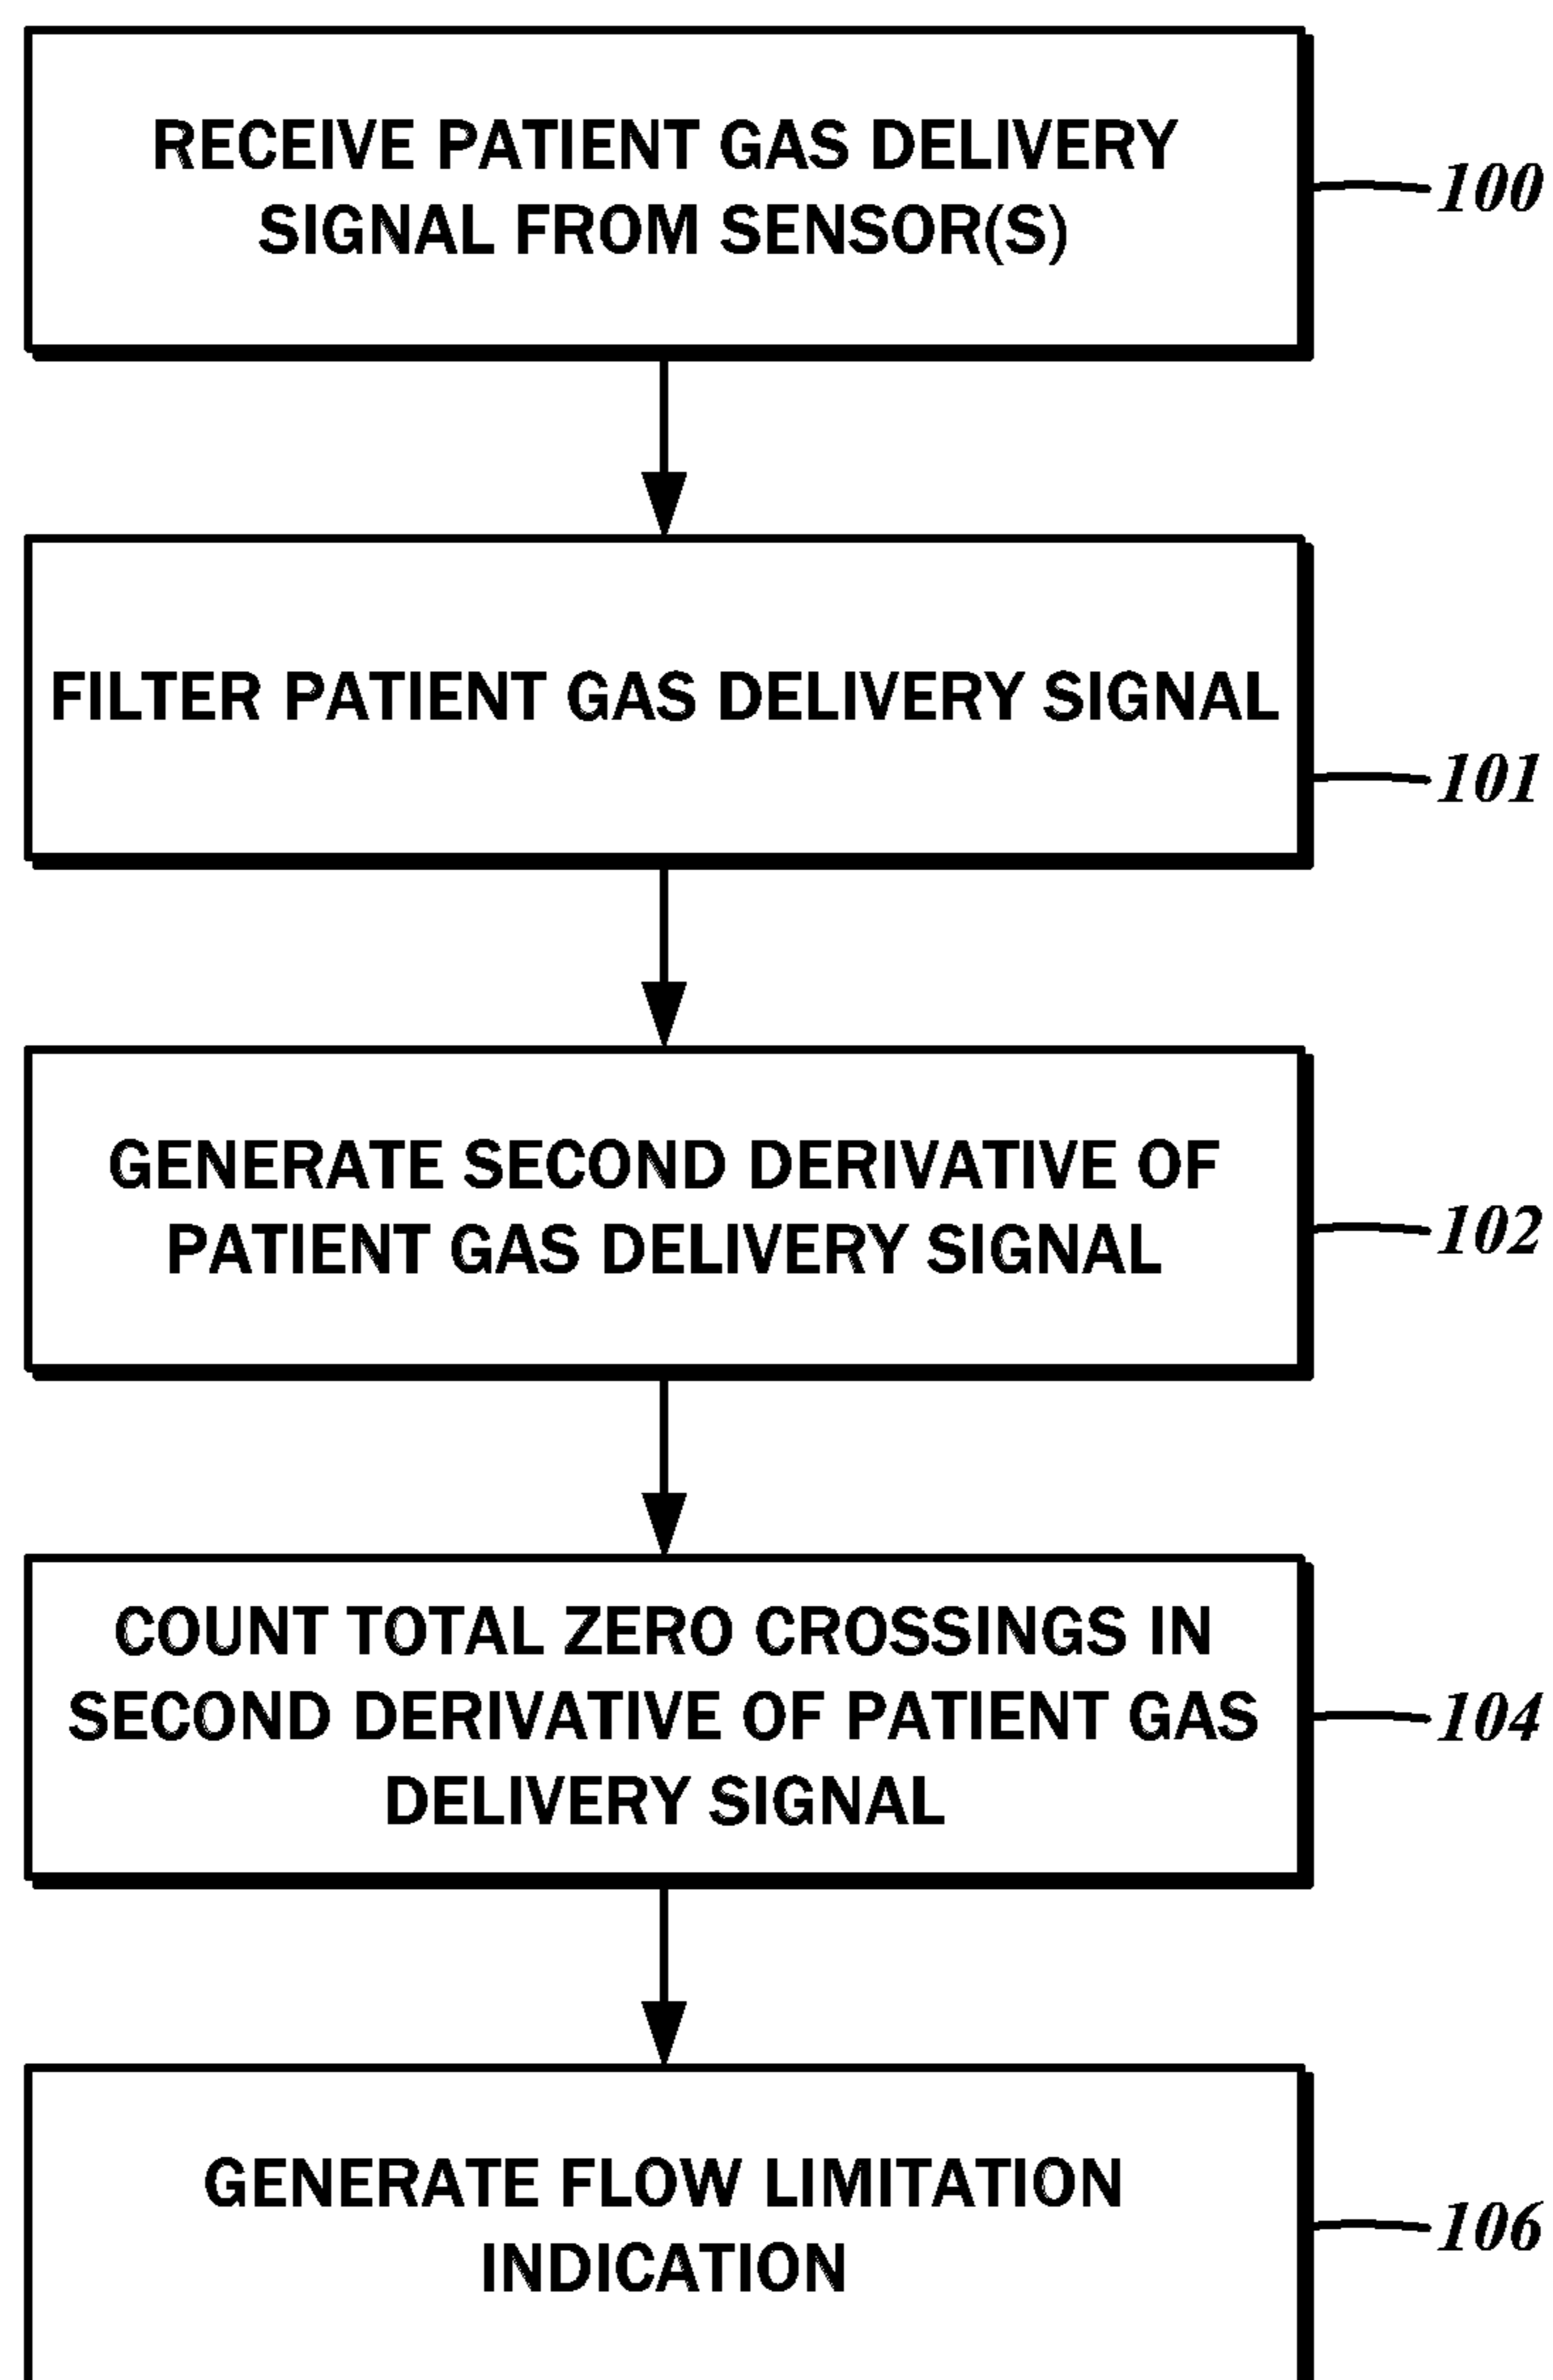 RECEIVE PATIENT GAS DELIVERY
SIGNAL FROM SENSOR(S)
100
FILTER PATIENT GAS DELIVERY SIGNAL
101
GENERATE SECOND DERIVATIVE OF
PATIENT GAS DELIVERY SIGNAL
102
COUNT TOTAL ZERO CROSSINGS IN
SECOND DERIVATIVE OF PATIENT GAS
DELIVERY SIGNAL
104
GENERATE FLOW LIMITATION
INDICATION
106